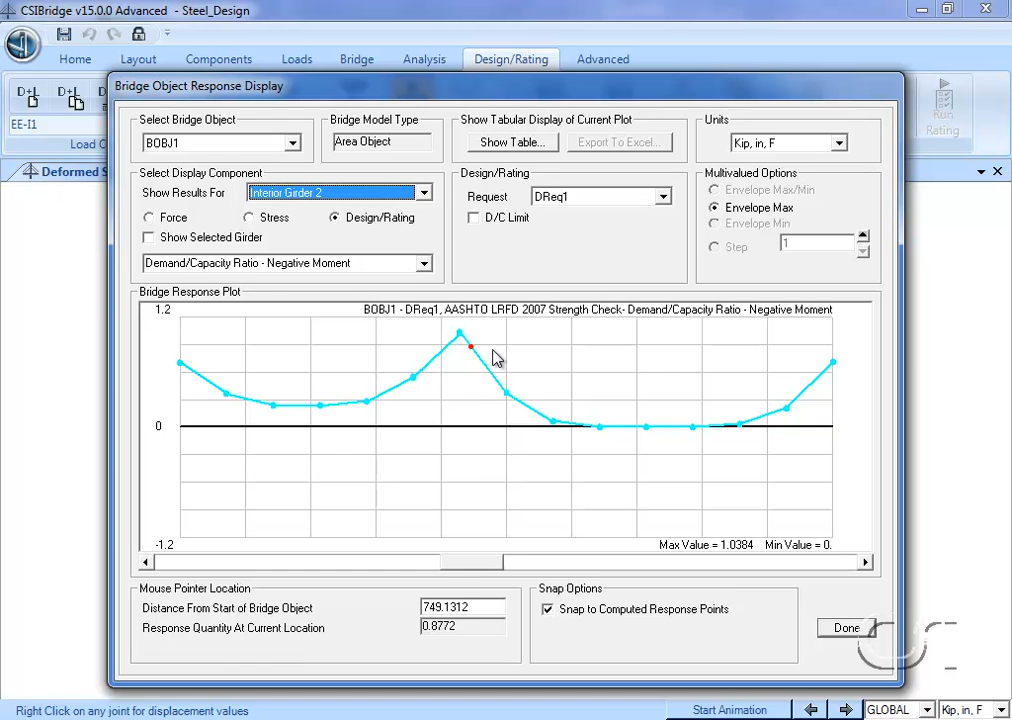 CSIBridge v15.0.0 Advanced - Steel_Design
Home Layout Components Loads Bridge Analysis Design/Rating Advanced
Bridge Object Response Display
D+L D+L D
EE-I1
Load C
Run
Rating
Deformed S
Select Bridge Object
BOBJ1
Bridge Model Type
Area Object
Show Tabular Display of Current Plot
Show Table...
Export To Excel...
Units
Kip, in, F
Select Display Component
Show Results For
Interior Girder 2
Force Stress Design/Rating
Show Selected Girder
Demand/Capacity Ratio - Negative Moment
Design/Rating
Request
DReq1
D/C Limit
Multivalued Options
Envelope Max/Min
Envelope Max
Envelope Min
Step
1
Bridge Response Plot
1.2
BOBJ1 - DReq1, AASHTO LRFD 2007 Strength Check- Demand/Capacity Ratio - Negative Moment
0
-1.2
Max Value = 1.0384 Min Value = 0.
Mouse Pointer Location
Distance From Start of Bridge Object
749.1312
Response Quantity At Current Location
0.8772
Snap Options
Snap to Computed Response Points
Done
Right Click on any joint for displacement values
Start Animation
GLOBAL
Kip, in, F